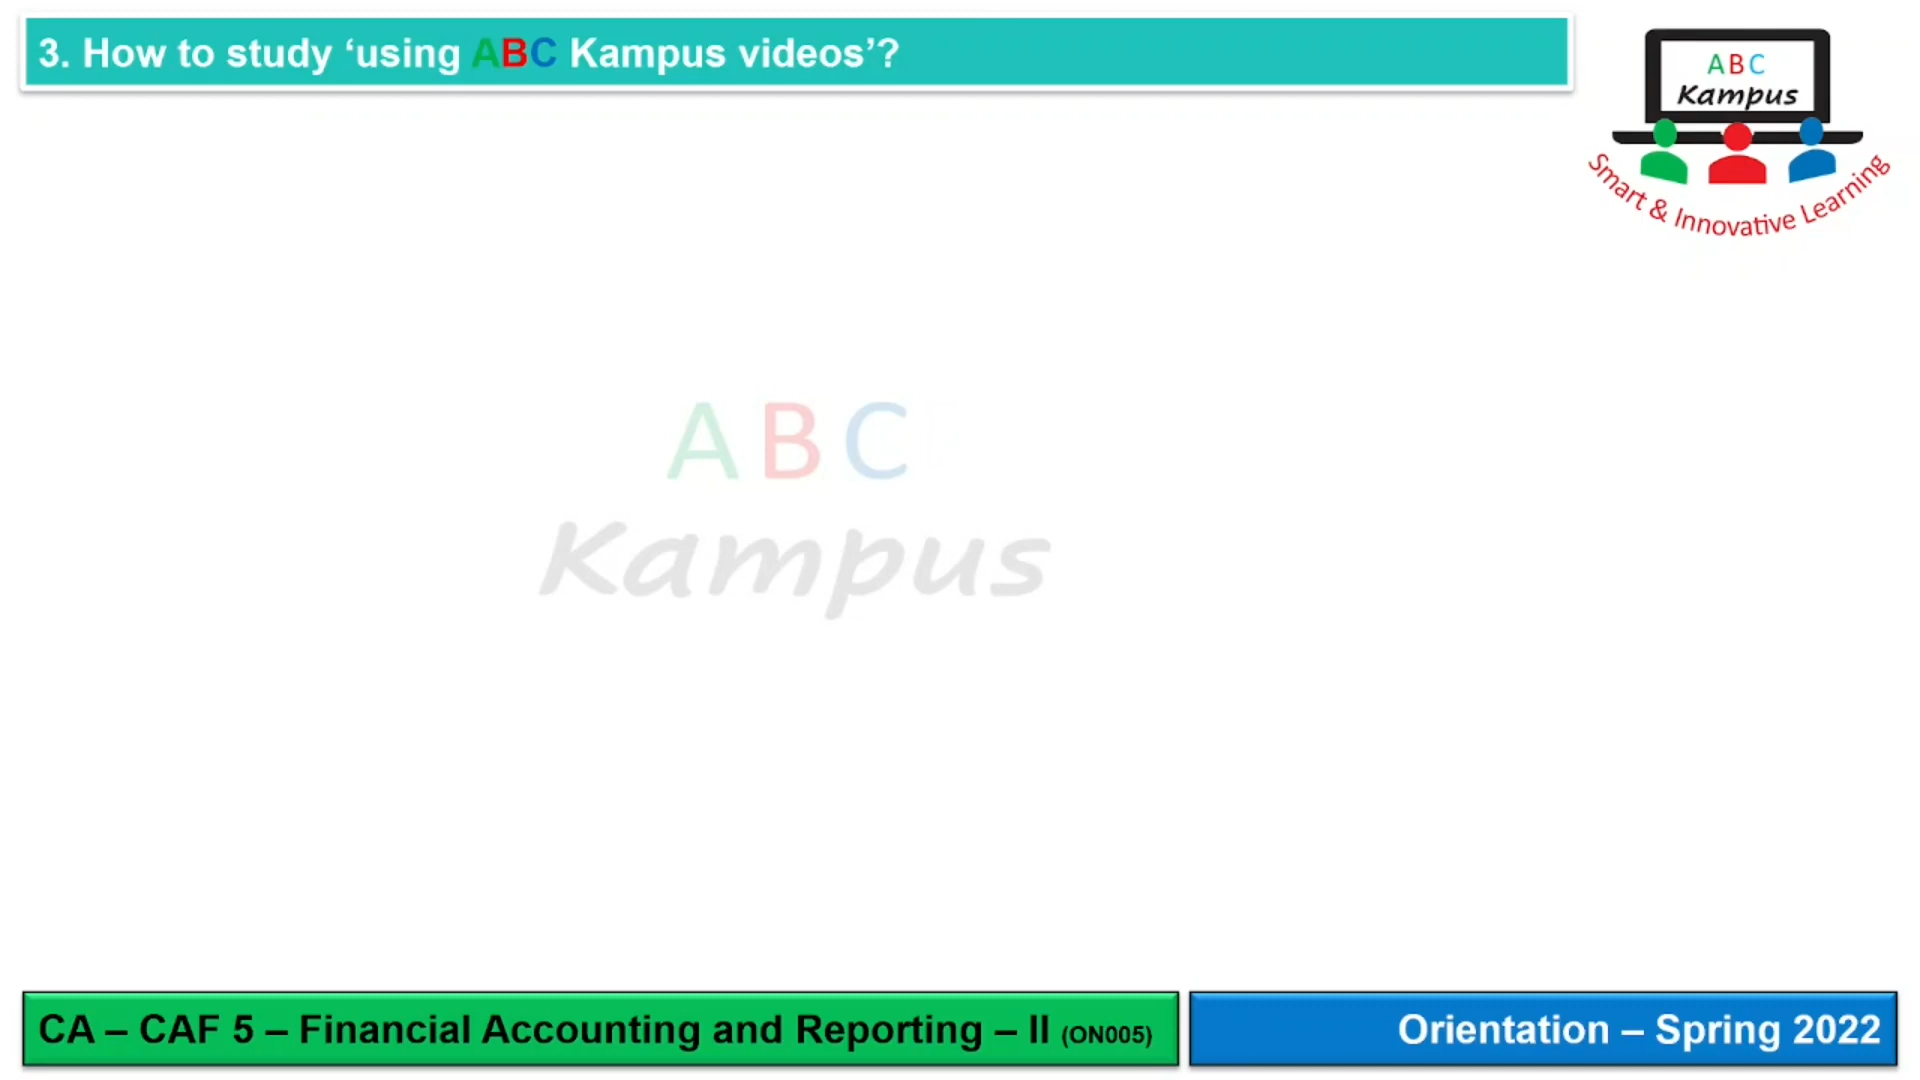 3. How to study ‘using ABC Kampus videos’?
ABC
Kampus
Smart & Innovative Learning
ABC
Kampus
CA – CAF 5 – Financial Accounting and Reporting – II (ON005)
Orientation – Spring 2022